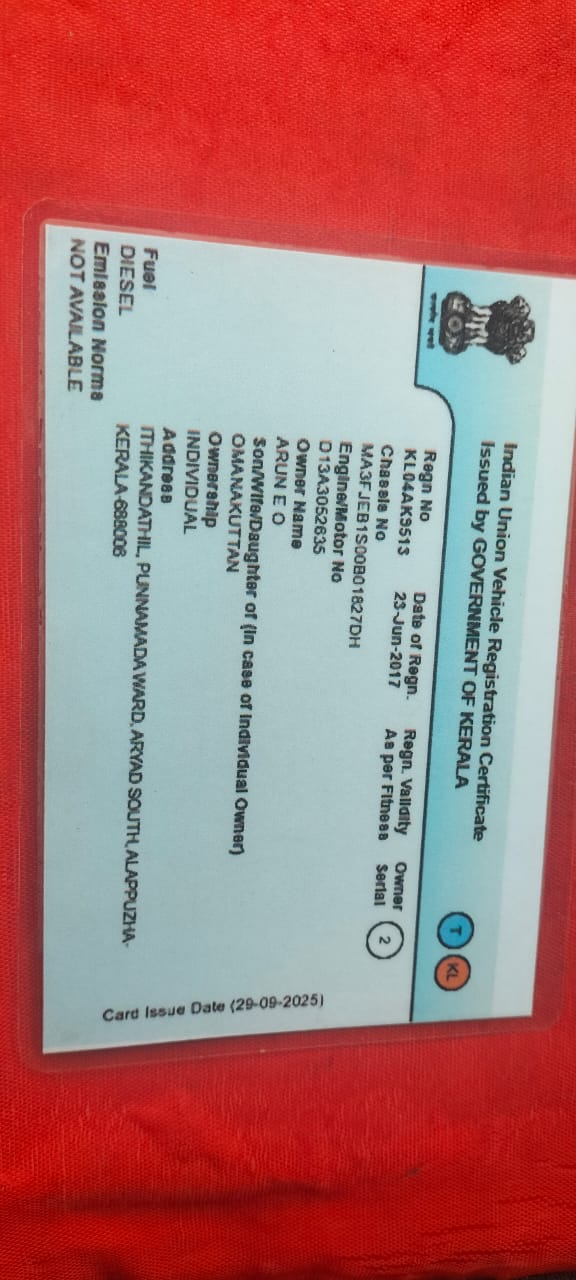 Indian Union Vehicle Registration Certificate
Issued by GOVERNMENT OF KERALA
T KL
Regn No Date of Regn. Regn. Validity Owner Serial
KL04AK9513 23-Jun-2017 As per Fitness 2
Chassis No
MA3FJEB1S00B01827DH
Engine/Motor No
D13A3052635
Owner Name
ARUN E O
Son/Wife/Daughter of (In case of Individual Owner)
OMANAKUTTAN
Ownership
INDIVIDUAL
Address
ITHIKANDATHIL, PUNNAMADA WARD, ARYAD SOUTH, ALAPPUZHA-
KERALA-688006
Fuel
DIESEL
Emission Norms
NOT AVAILABLE
Card Issue Date (29-09-2025)